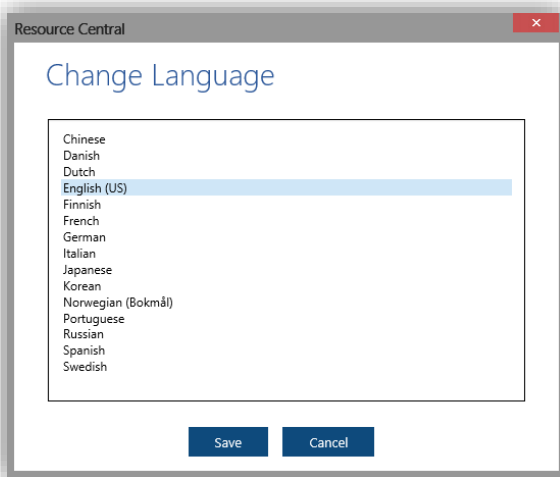 Resource Central
Change Language
Chinese
Danish
Dutch
English (US)
Finnish
French
German
Italian
Japanese
Korean
Norwegian (Bokmål)
Portuguese
Russian
Spanish
Swedish
Save Cancel